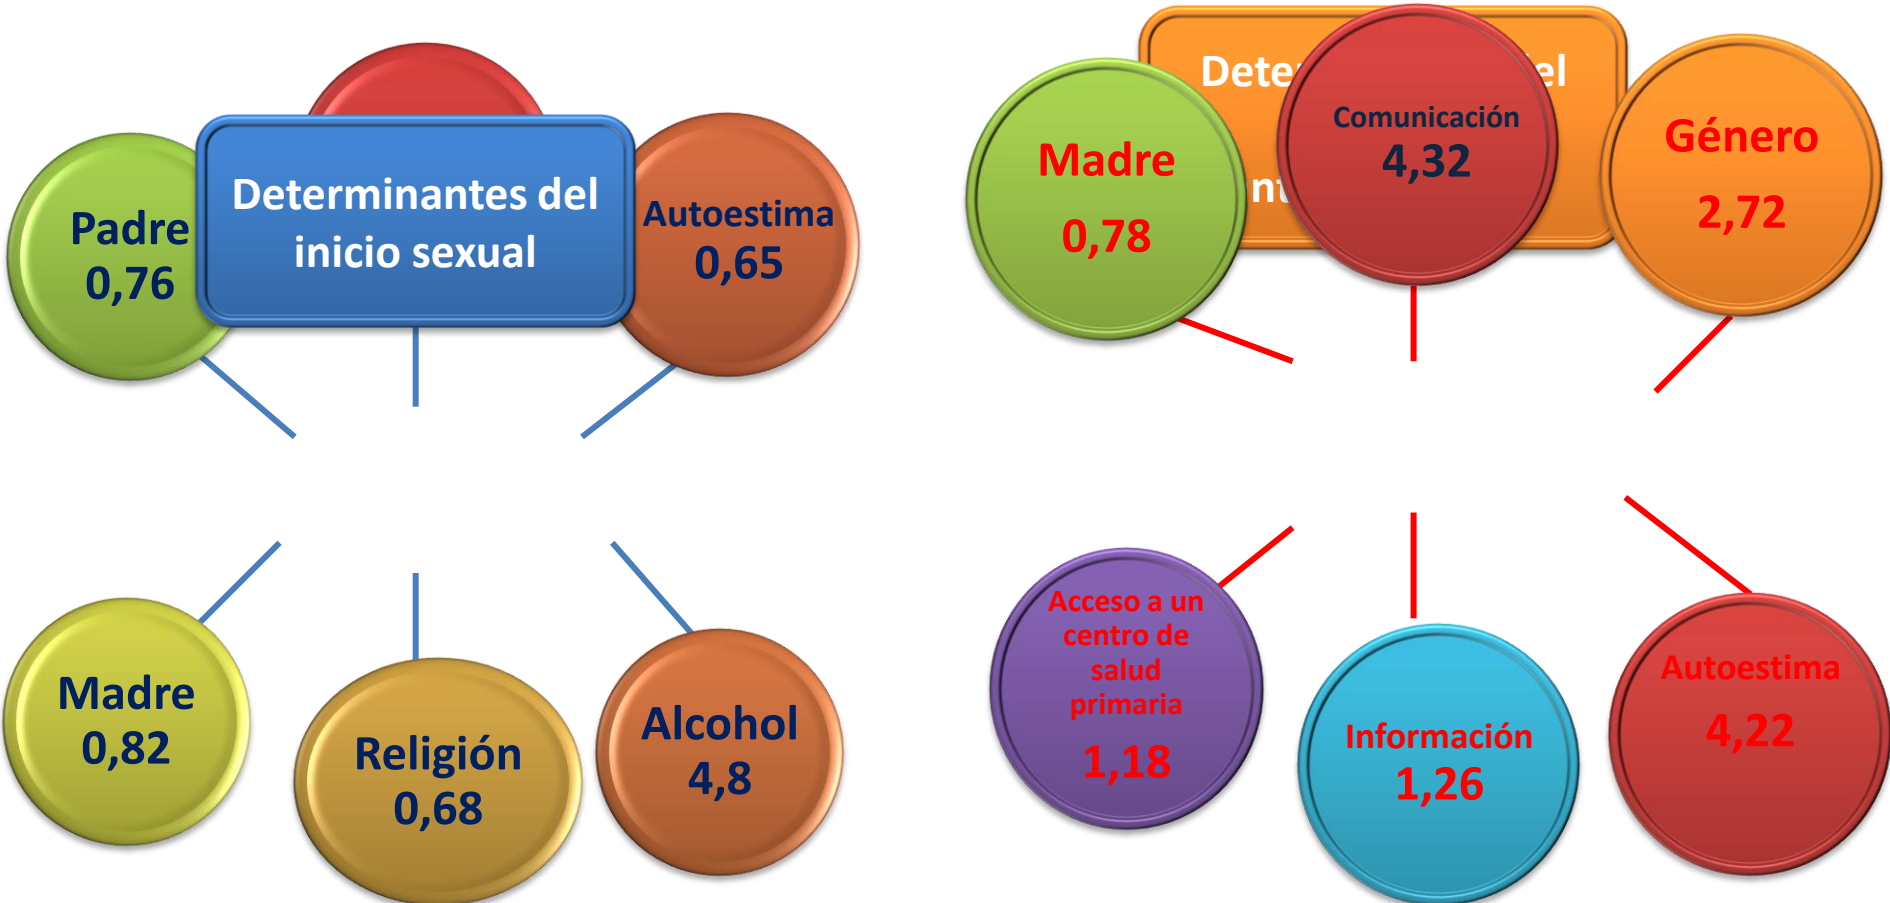 Padre
0,76
Determinantes del
inicio sexual
Autoestima
0,65
Madre
0,82
Religión
0,68
Alcohol
4,8
Madre
0,78
Comunicación
4,32
Género
2,72
Acceso a un
centro de
salud
primaria
1,18
Información
1,26
Autoestima
4,22